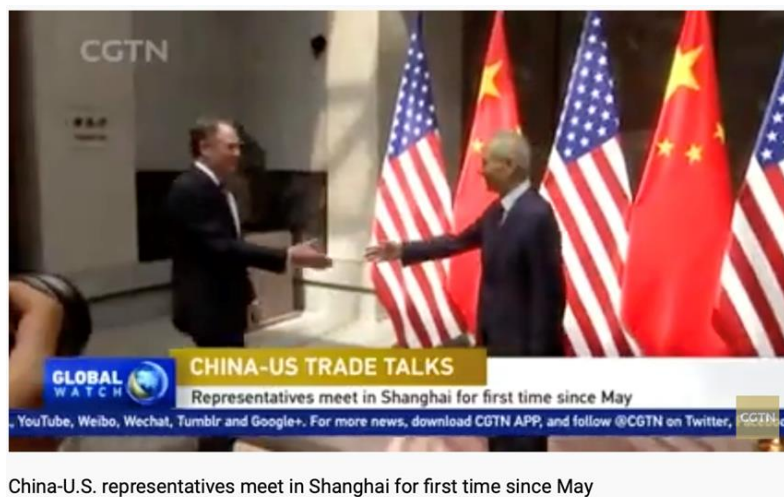 CGTN
GLOBAL
WATCH
CHINA-US TRADE TALKS
Representatives meet in Shanghai for first time since May
, YouTube, Weibo, Wechat, Tumblr and Google+. For more news, download CGTN APP, and follow @CGTN on Twitter,
CGTN
China-U.S. representatives meet in Shanghai for first time since May